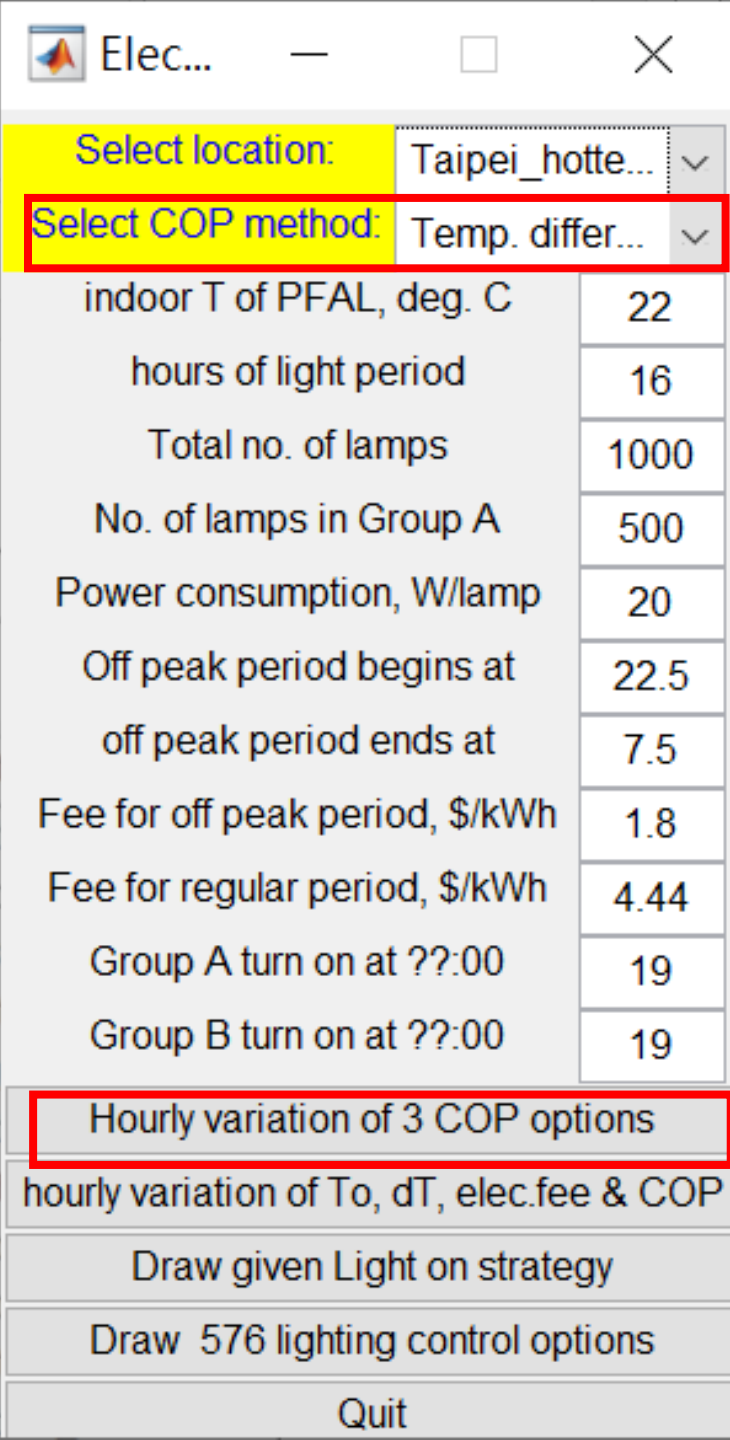 Elec...
Select location: Taipei_hotte...
Select COP method: Temp. differ...
indoor T of PFAL, deg. C 22
hours of light period 16
Total no. of lamps 1000
No. of lamps in Group A 500
Power consumption, W/lamp 20
Off peak period begins at 22.5
off peak period ends at 7.5
Fee for off peak period, $/kWh 1.8
Fee for regular period, $/kWh 4.44
Group A turn on at ??:00 19
Group B turn on at ??:00 19
Hourly variation of 3 COP options
hourly variation of To, dT, elec.fee & COP
Draw given Light on strategy
Draw  576 lighting control options
Quit